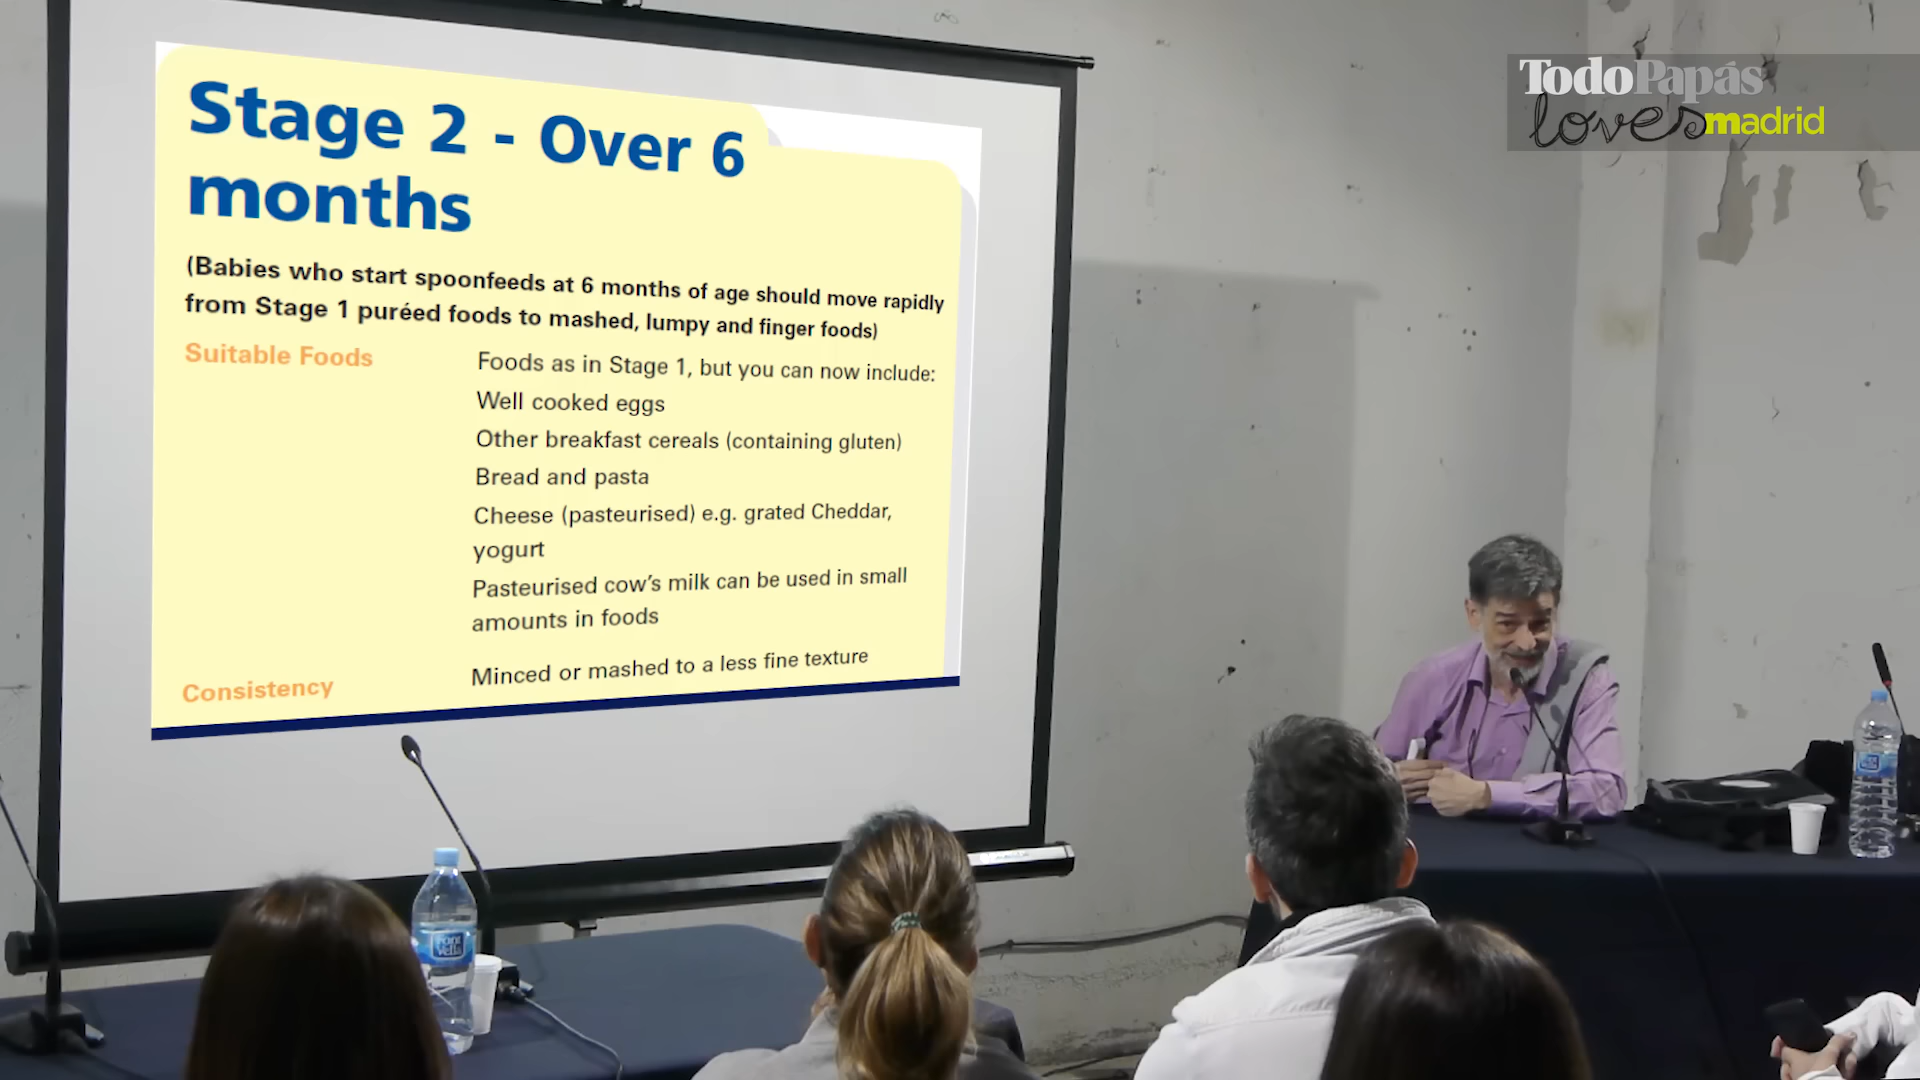 Stage 2 - Over 6
months
(Babies who start spoonfeeds at 6 months of age should move rapidly
from Stage 1 puréed foods to mashed, lumpy and finger foods)
Suitable Foods
Foods as in Stage 1, but you can now include:
Well cooked eggs
Other breakfast cereals (containing gluten)
Bread and pasta
Cheese (pasteurised) e.g. grated Cheddar,
yogurt
Pasteurised cow's milk can be used in small
amounts in foods
Consistency
Minced or mashed to a less fine texture
TodoPapás
loves madrid
Font
Vella